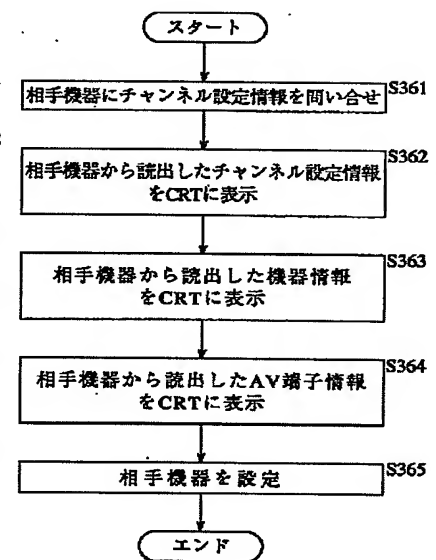 スタート
S361
相手機器にチャンネル設定情報を問い合せ
S362
相手機器から読出したチャンネル設定情報
をCRTに表示
S363
相手機器から読出した機器情報
をCRTに表示
S364
相手機器から読出したAV端子情報
をCRTに表示
S365
相手機器を設定
エンド